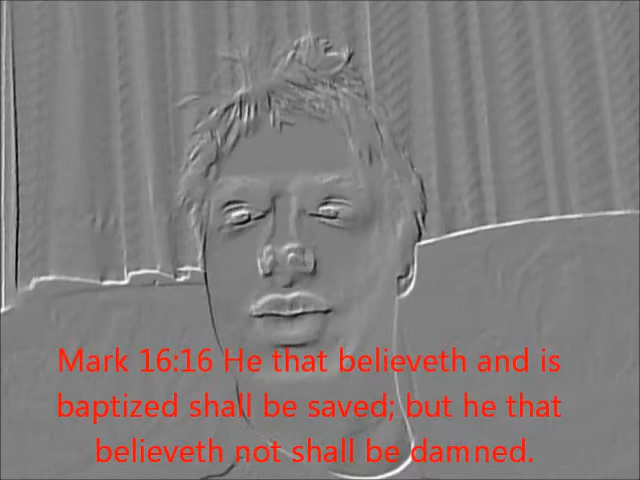 Mark 16:16 He that believeth and is
baptized shall be saved; but he that
believeth not shall be damned.